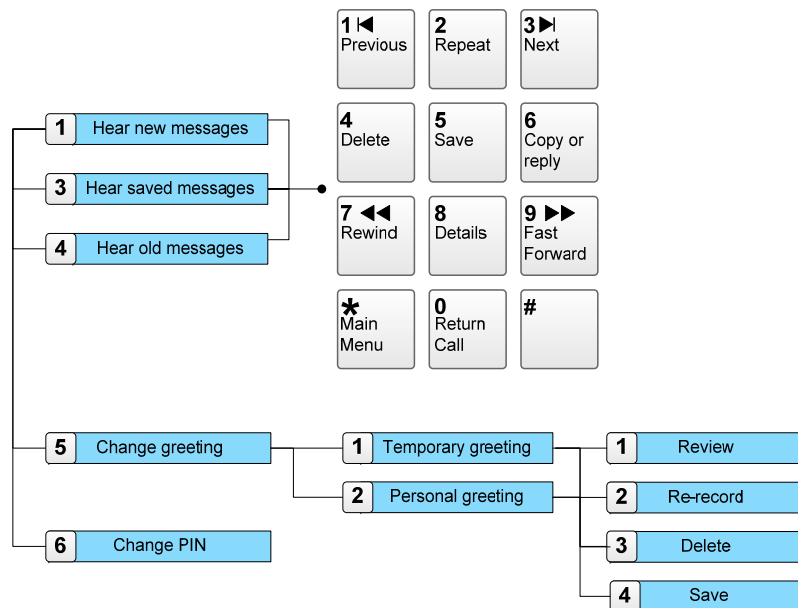 1
Previous
2
Repeat
3
Next
1 Hear new messages
4
Delete
5
Save
6
Copy or
reply
3 Hear saved messages
4 Hear old messages
7
Rewind
8
Details
9
Fast
Forward
*
Main
Menu
0
Return
Call
#
5 Change greeting
1 Temporary greeting
1 Review
2 Personal greeting
2 Re-record
6 Change PIN
3 Delete
4 Save